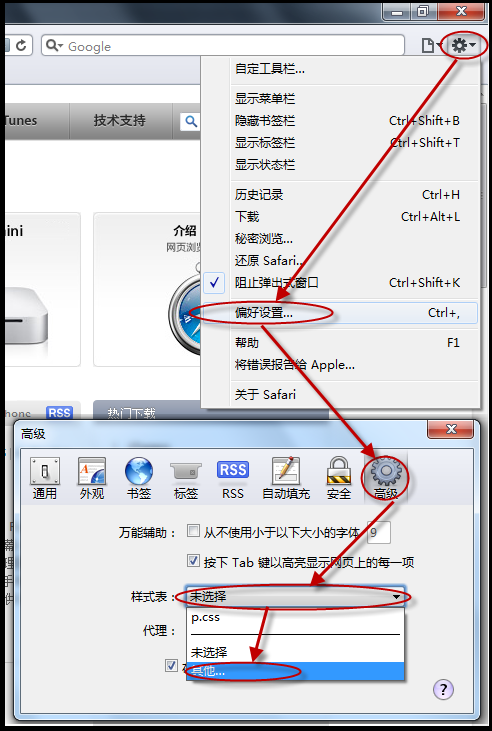 Google
自定工具栏...
显示菜单栏
隐藏书签栏 Ctrl+Shift+B
显示标签栏 Ctrl+Shift+T
显示状态栏
历史记录 Ctrl+H
下载 Ctrl+Alt+L
秘密浏览...
还原 Safari...
阻止弹出式窗口 Ctrl+Shift+K
偏好设置... Ctrl+,
帮助 F1
将错误报告给 Apple...
关于 Safari
Tunes 技术支持
ini 介绍
网页浏览
phone RSS 热门下载
高级
通用 外观 书签 标签 RSS 自动填充 安全 高级
RSS
万能辅助： 从不使用小于以下大小的字体 9
按下 Tab 键以高亮显示网页上的每一项
样式表： 未选择
p.css
代理：
未选择
其他...
?